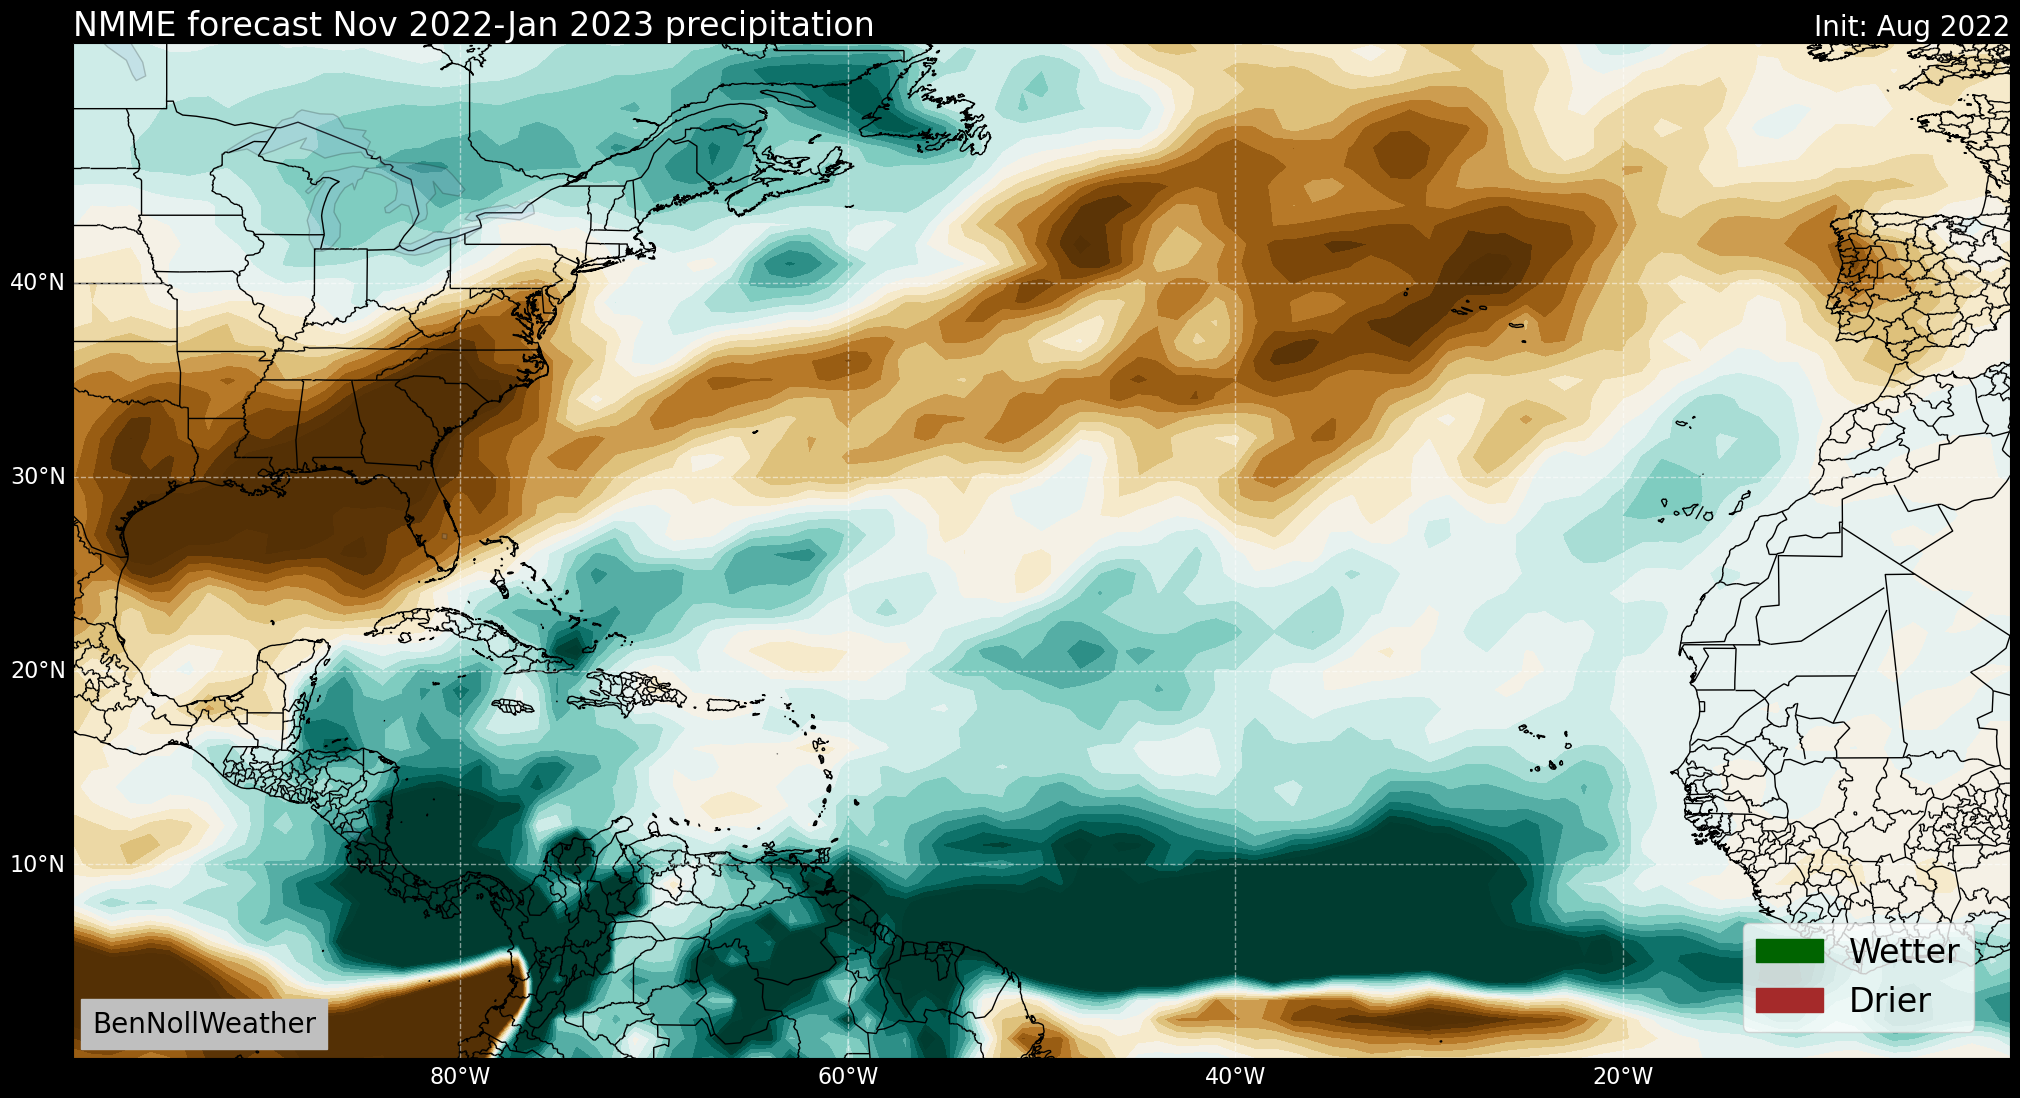 NMME forecast Nov 2022-Jan 2023 precipitation
Init: Aug 2022
40°N
30°N
20°N
10°N
Wetter
Drier
BenNollWeather
80°W
60°W
40°W
20°W